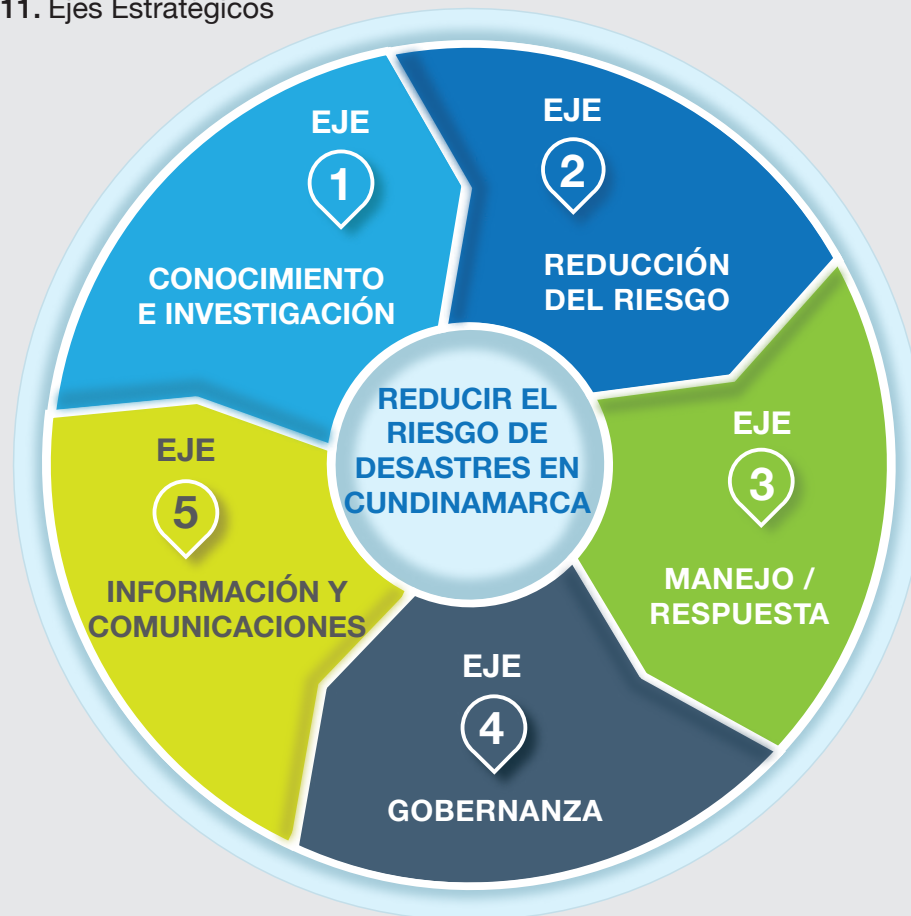 11. Ejes Estratégicos
EJE
1
CONOCIMIENTO
E INVESTIGACIÓN
EJE
2
REDUCCIÓN
DEL RIESGO
EJE
3
MANEJO /
RESPUESTA
EJE
4
GOBERNANZA
EJE
5
INFORMACIÓN Y
COMUNICACIONES
REDUCIR EL
RIESGO DE
DESASTRES EN
CUNDINAMARCA